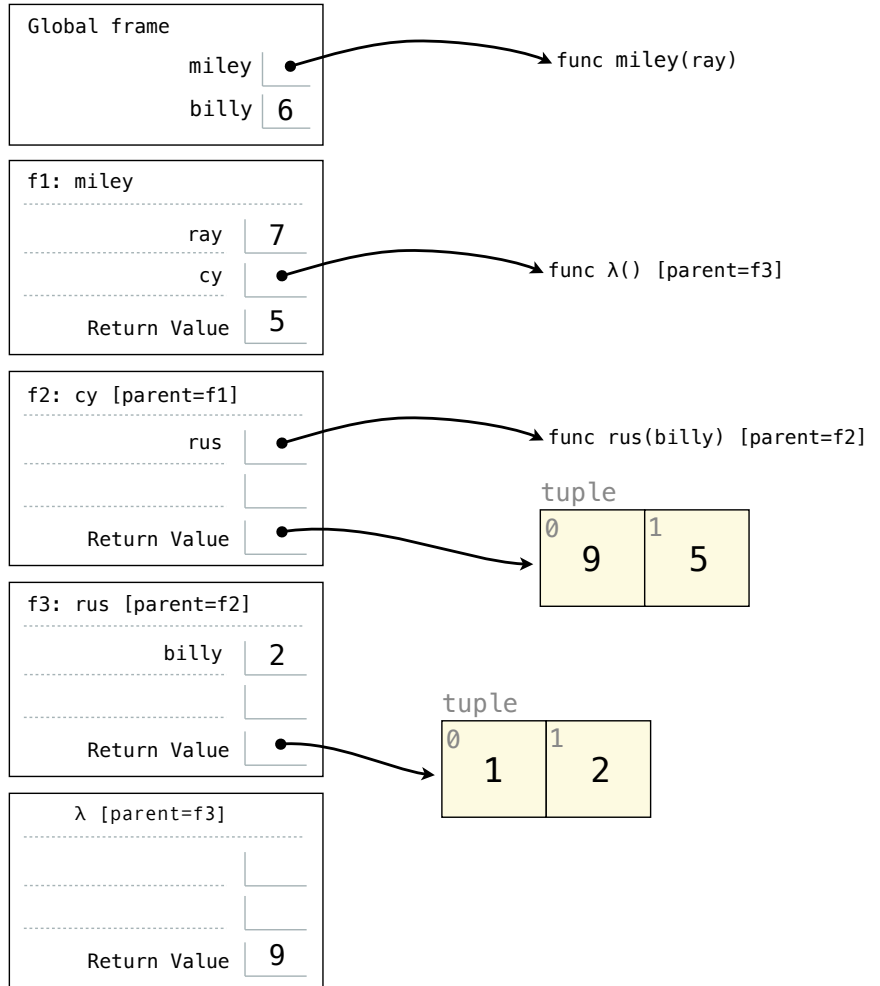 Global frame
miley
func miley(ray)
billy 6
f1: miley
ray 7
cy
func λ() [parent=f3]
Return Value 5
f2: cy [parent=f1]
rus
func rus(billy) [parent=f2]
tuple
0 1
9 5
Return Value
f3: rus [parent=f2]
billy 2
tuple
0 1
1 2
Return Value
λ [parent=f3]
Return Value 9